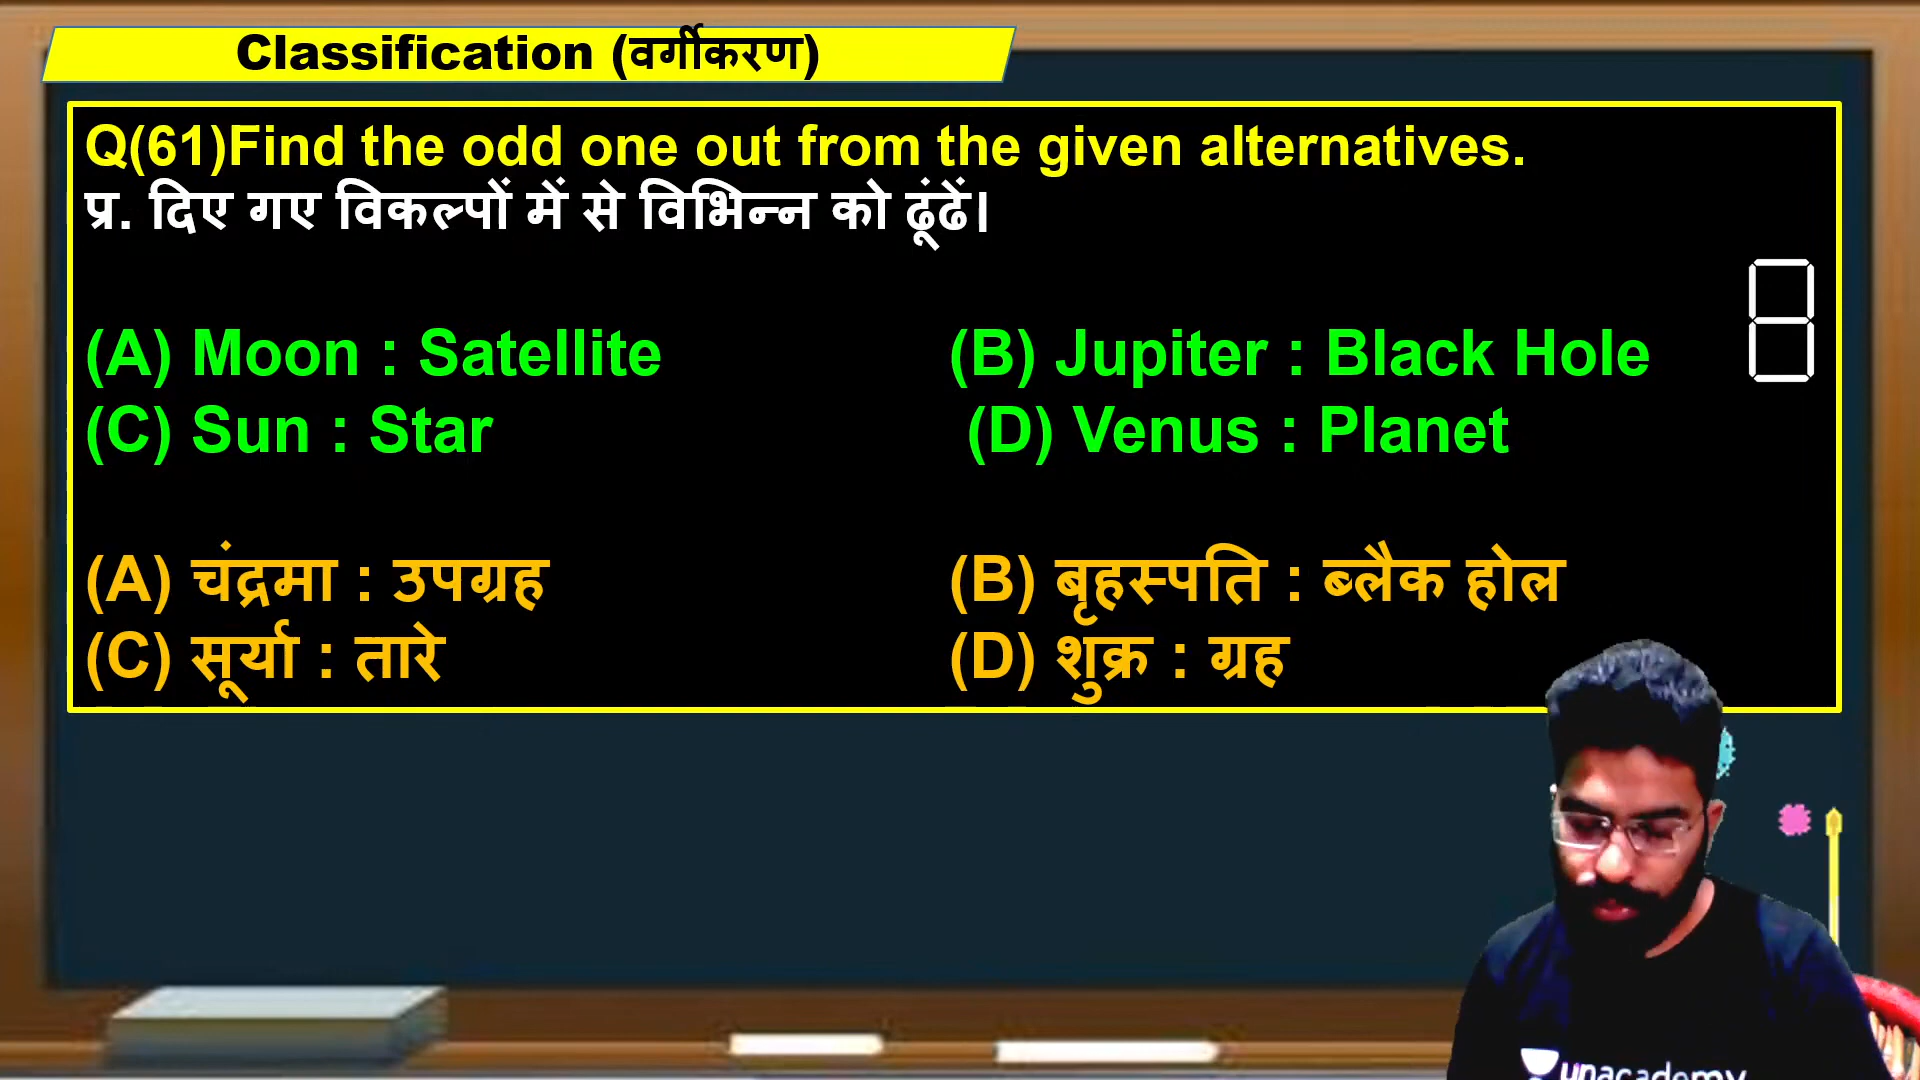 Classification (वर्गीकरण)
Q(61)Find the odd one out from the given alternatives.
प्र. दिए गए विकल्पों में से विभिन्न को ढूंढें।
8
(A) Moon : Satellite (B) Jupiter : Black Hole
(C) Sun : Star (D) Venus : Planet
(A) चंद्रमा : उपग्रह (B) बृहस्पति : ब्लैक होल
(C) सूर्या : तारे (D) शुक्र : ग्रह
unacademy